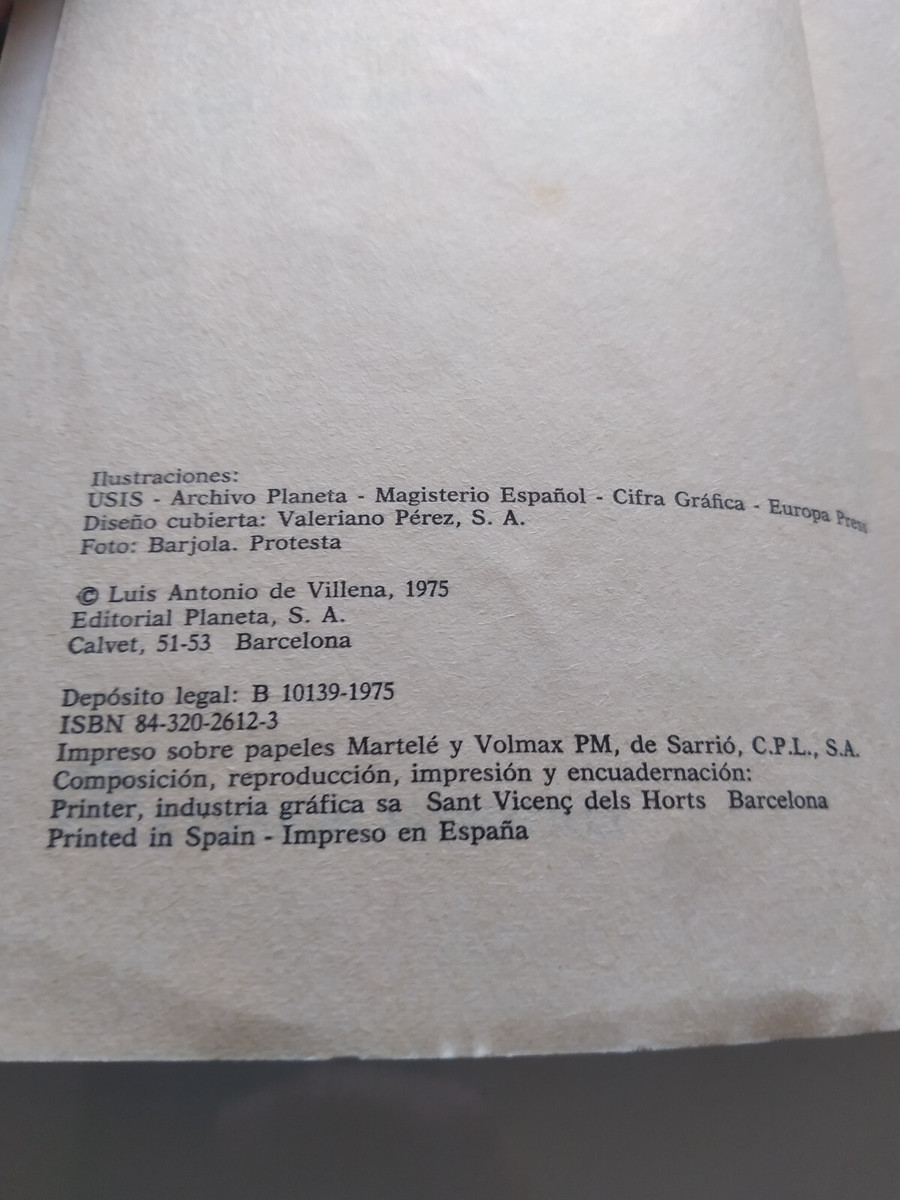 Ilustraciones:
USIS - Archivo Planeta - Magisterio Español - Cifra Gráfica - Europa Press
Diseño cubierta: Valeriano Pérez, S. A.
Foto: Barjola. Protesta
© Luis Antonio de Villena, 1975
Editorial Planeta, S. A.
Calvet, 51-53 Barcelona
Depósito legal: B 10139-1975
ISBN 84-320-2612-3
Impreso sobre papeles Martelé y Volmax PM, de Sarrió, C.P.L., S.A.
Composición, reproducción, impresión y encuadernación:
Printer, industria gráfica sa Sant Vicenç dels Horts Barcelona
Printed in Spain - Impreso en España